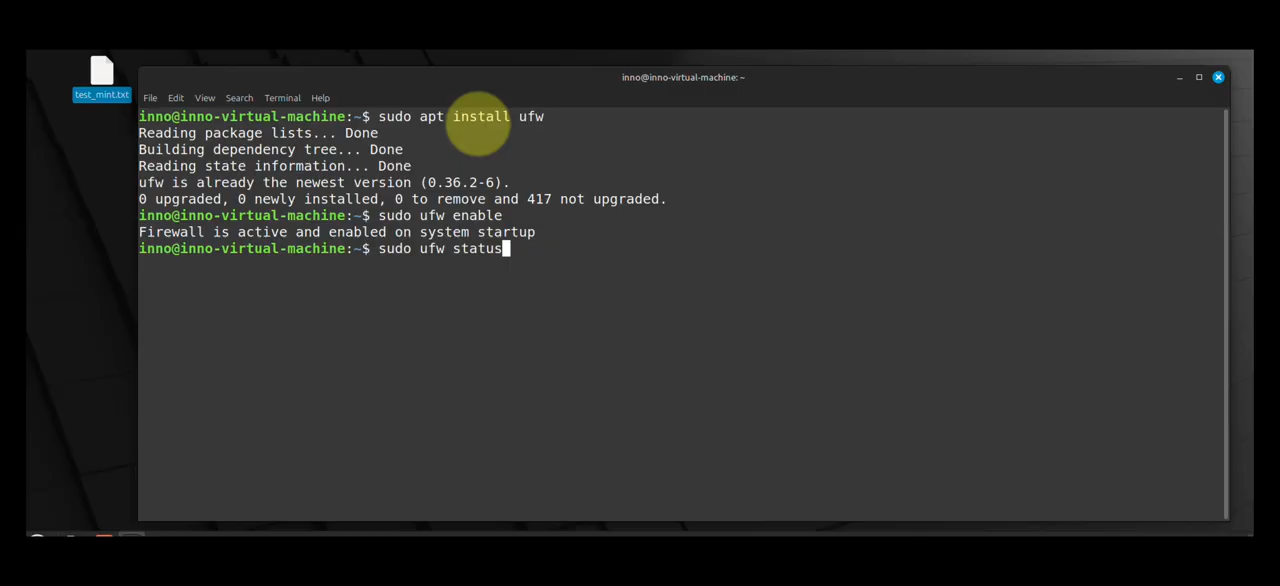 test_mint.txt
inno@inno-virtual-machine: ~
File Edit View Search Terminal Help
inno@inno-virtual-machine:~$ sudo apt install ufw
Reading package lists... Done
Building dependency tree... Done
Reading state information... Done
ufw is already the newest version (0.36.2-6).
0 upgraded, 0 newly installed, 0 to remove and 417 not upgraded.
inno@inno-virtual-machine:~$ sudo ufw enable
Firewall is active and enabled on system startup
inno@inno-virtual-machine:~$ sudo ufw status